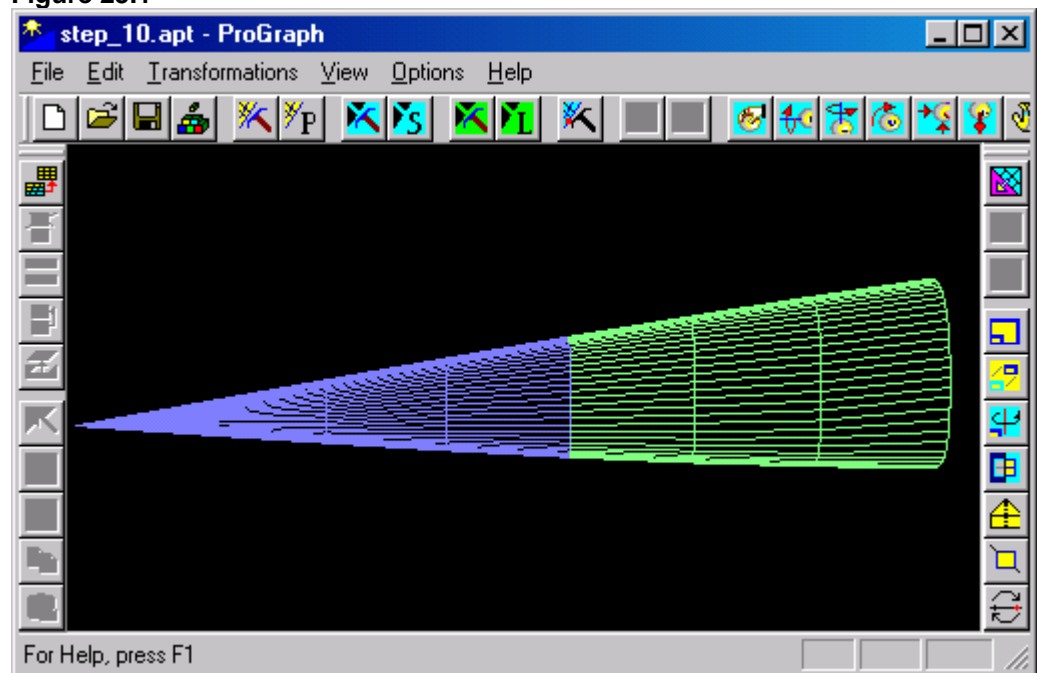 step_10.apt - ProGraph
File Edit Transformations View Options Help
P S L
For Help, press F1